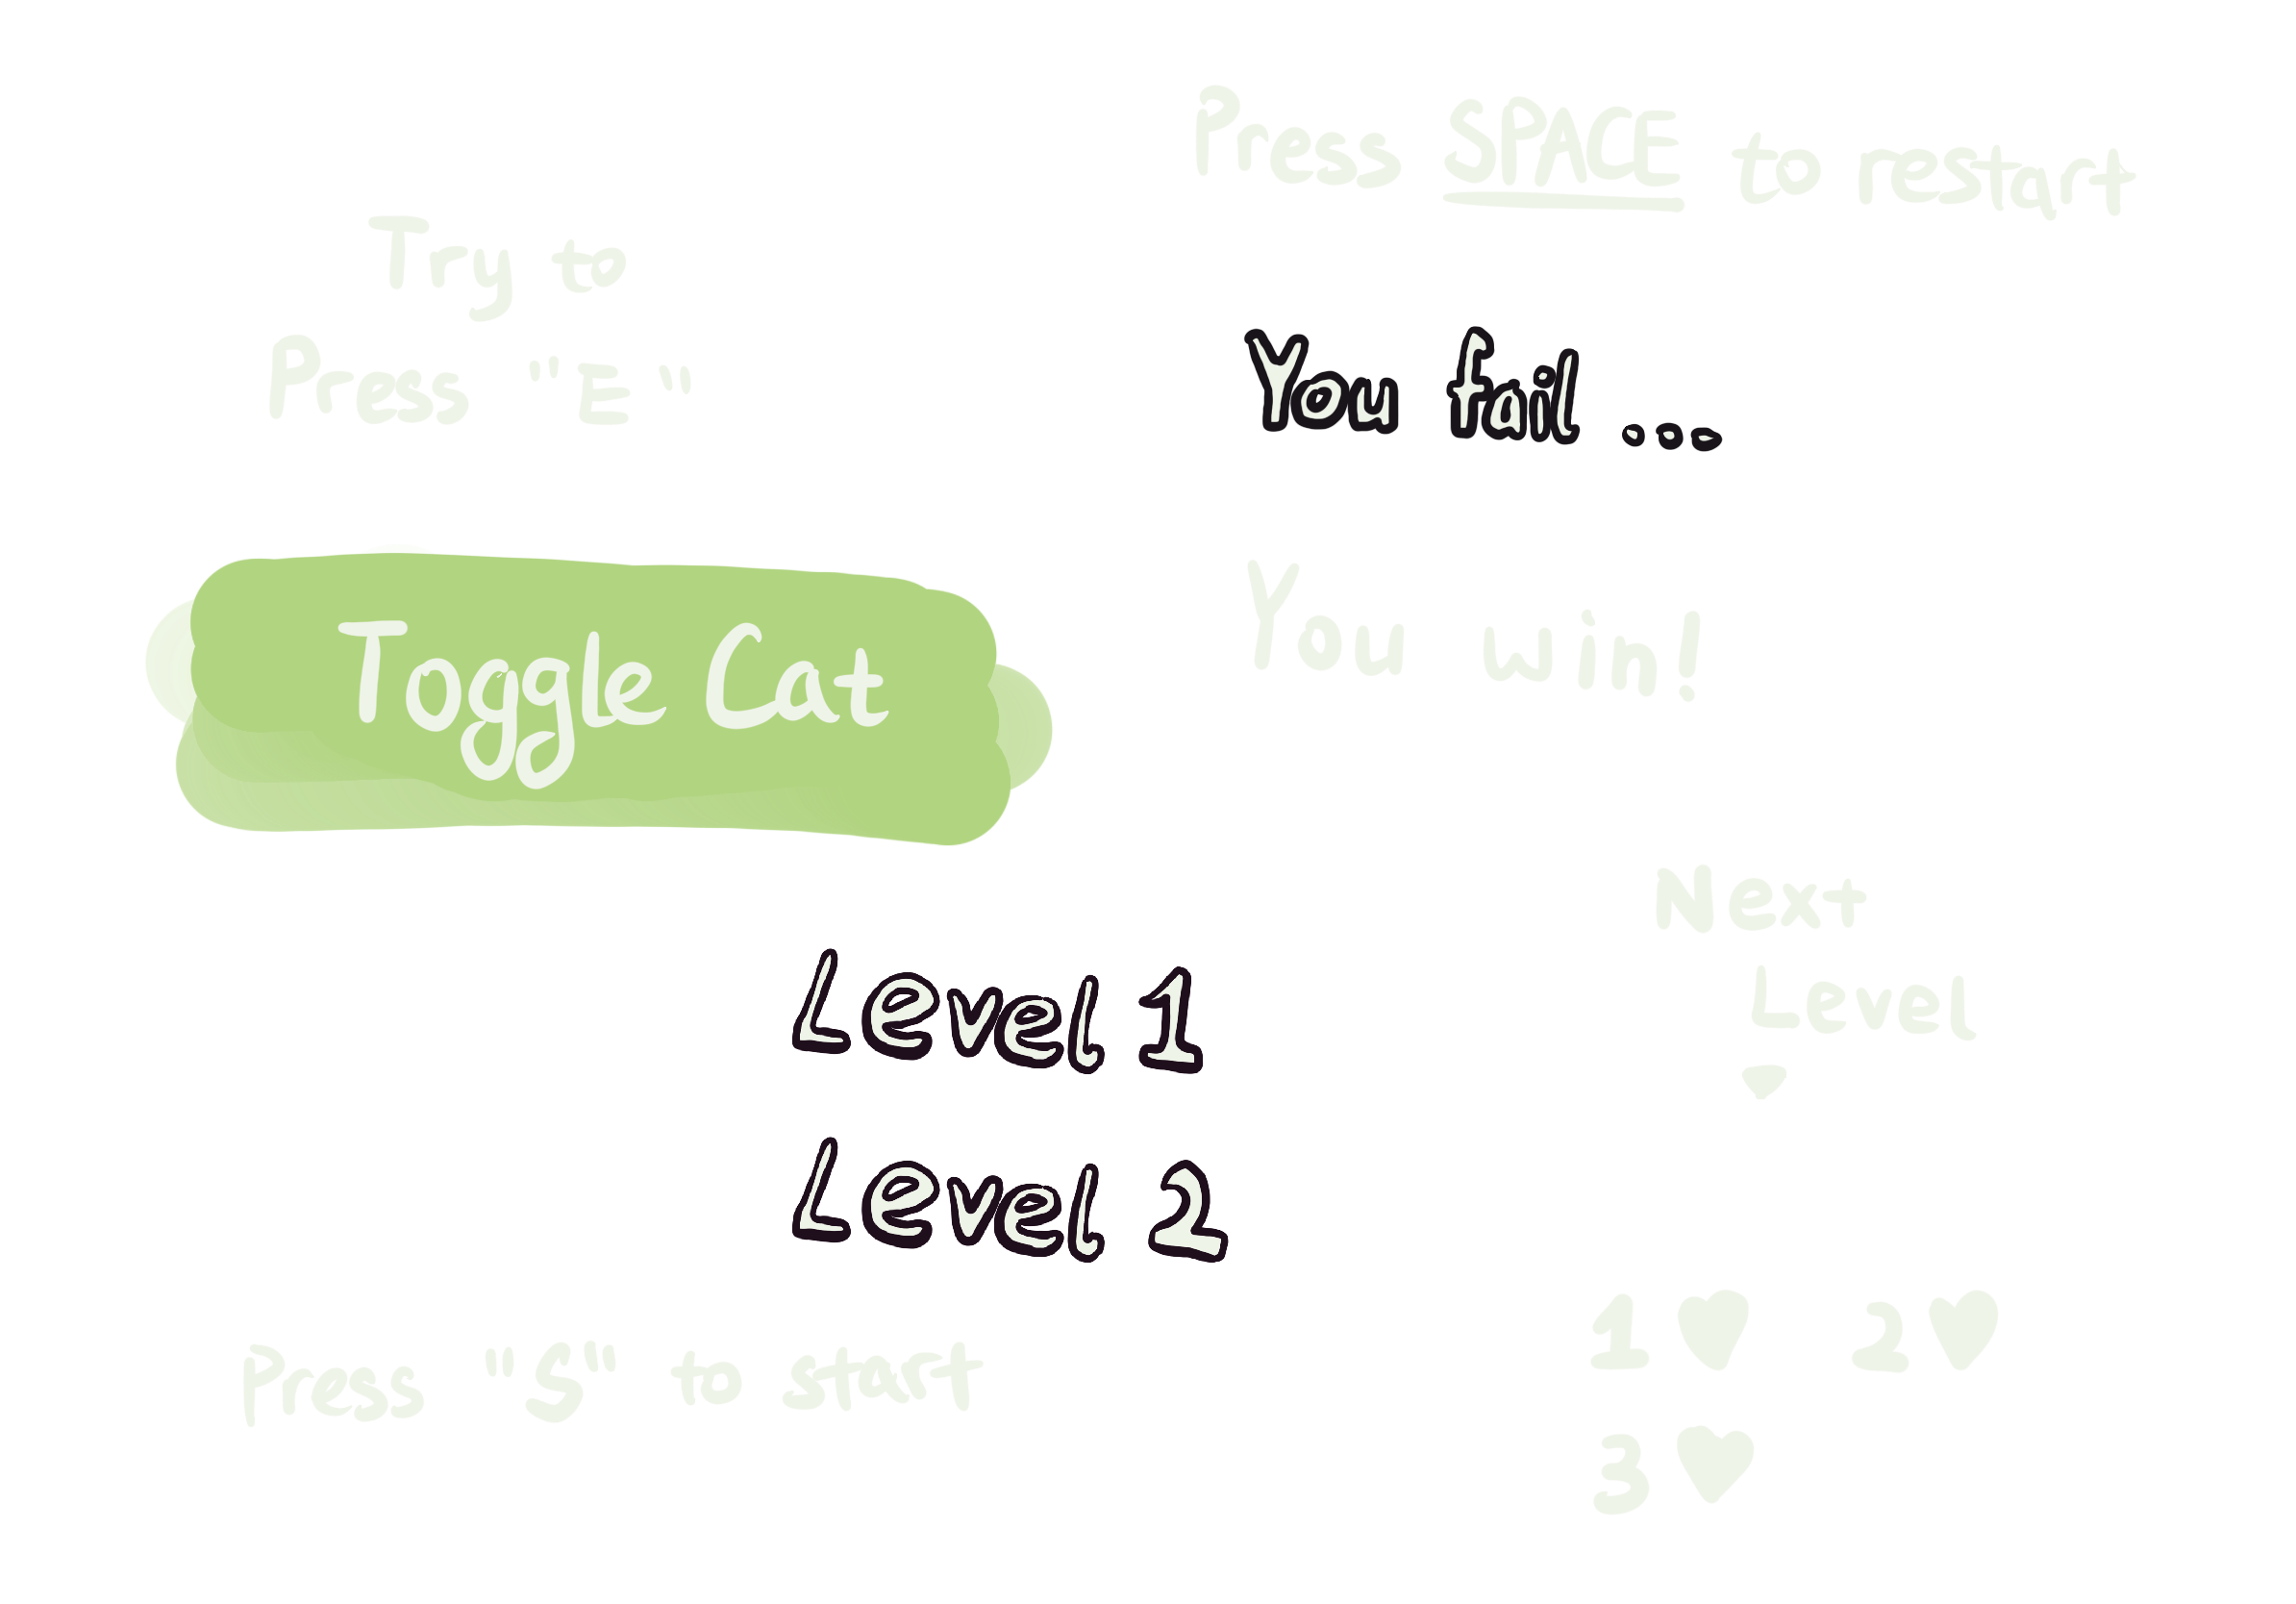 Press SPACE to restart
Try to
Press "E"
You fail ...
Toggle Cat
You win!
Next
Level
Level 1
Level 2
1 ♥ 2 ♥
Press "S" to start
3 ♥